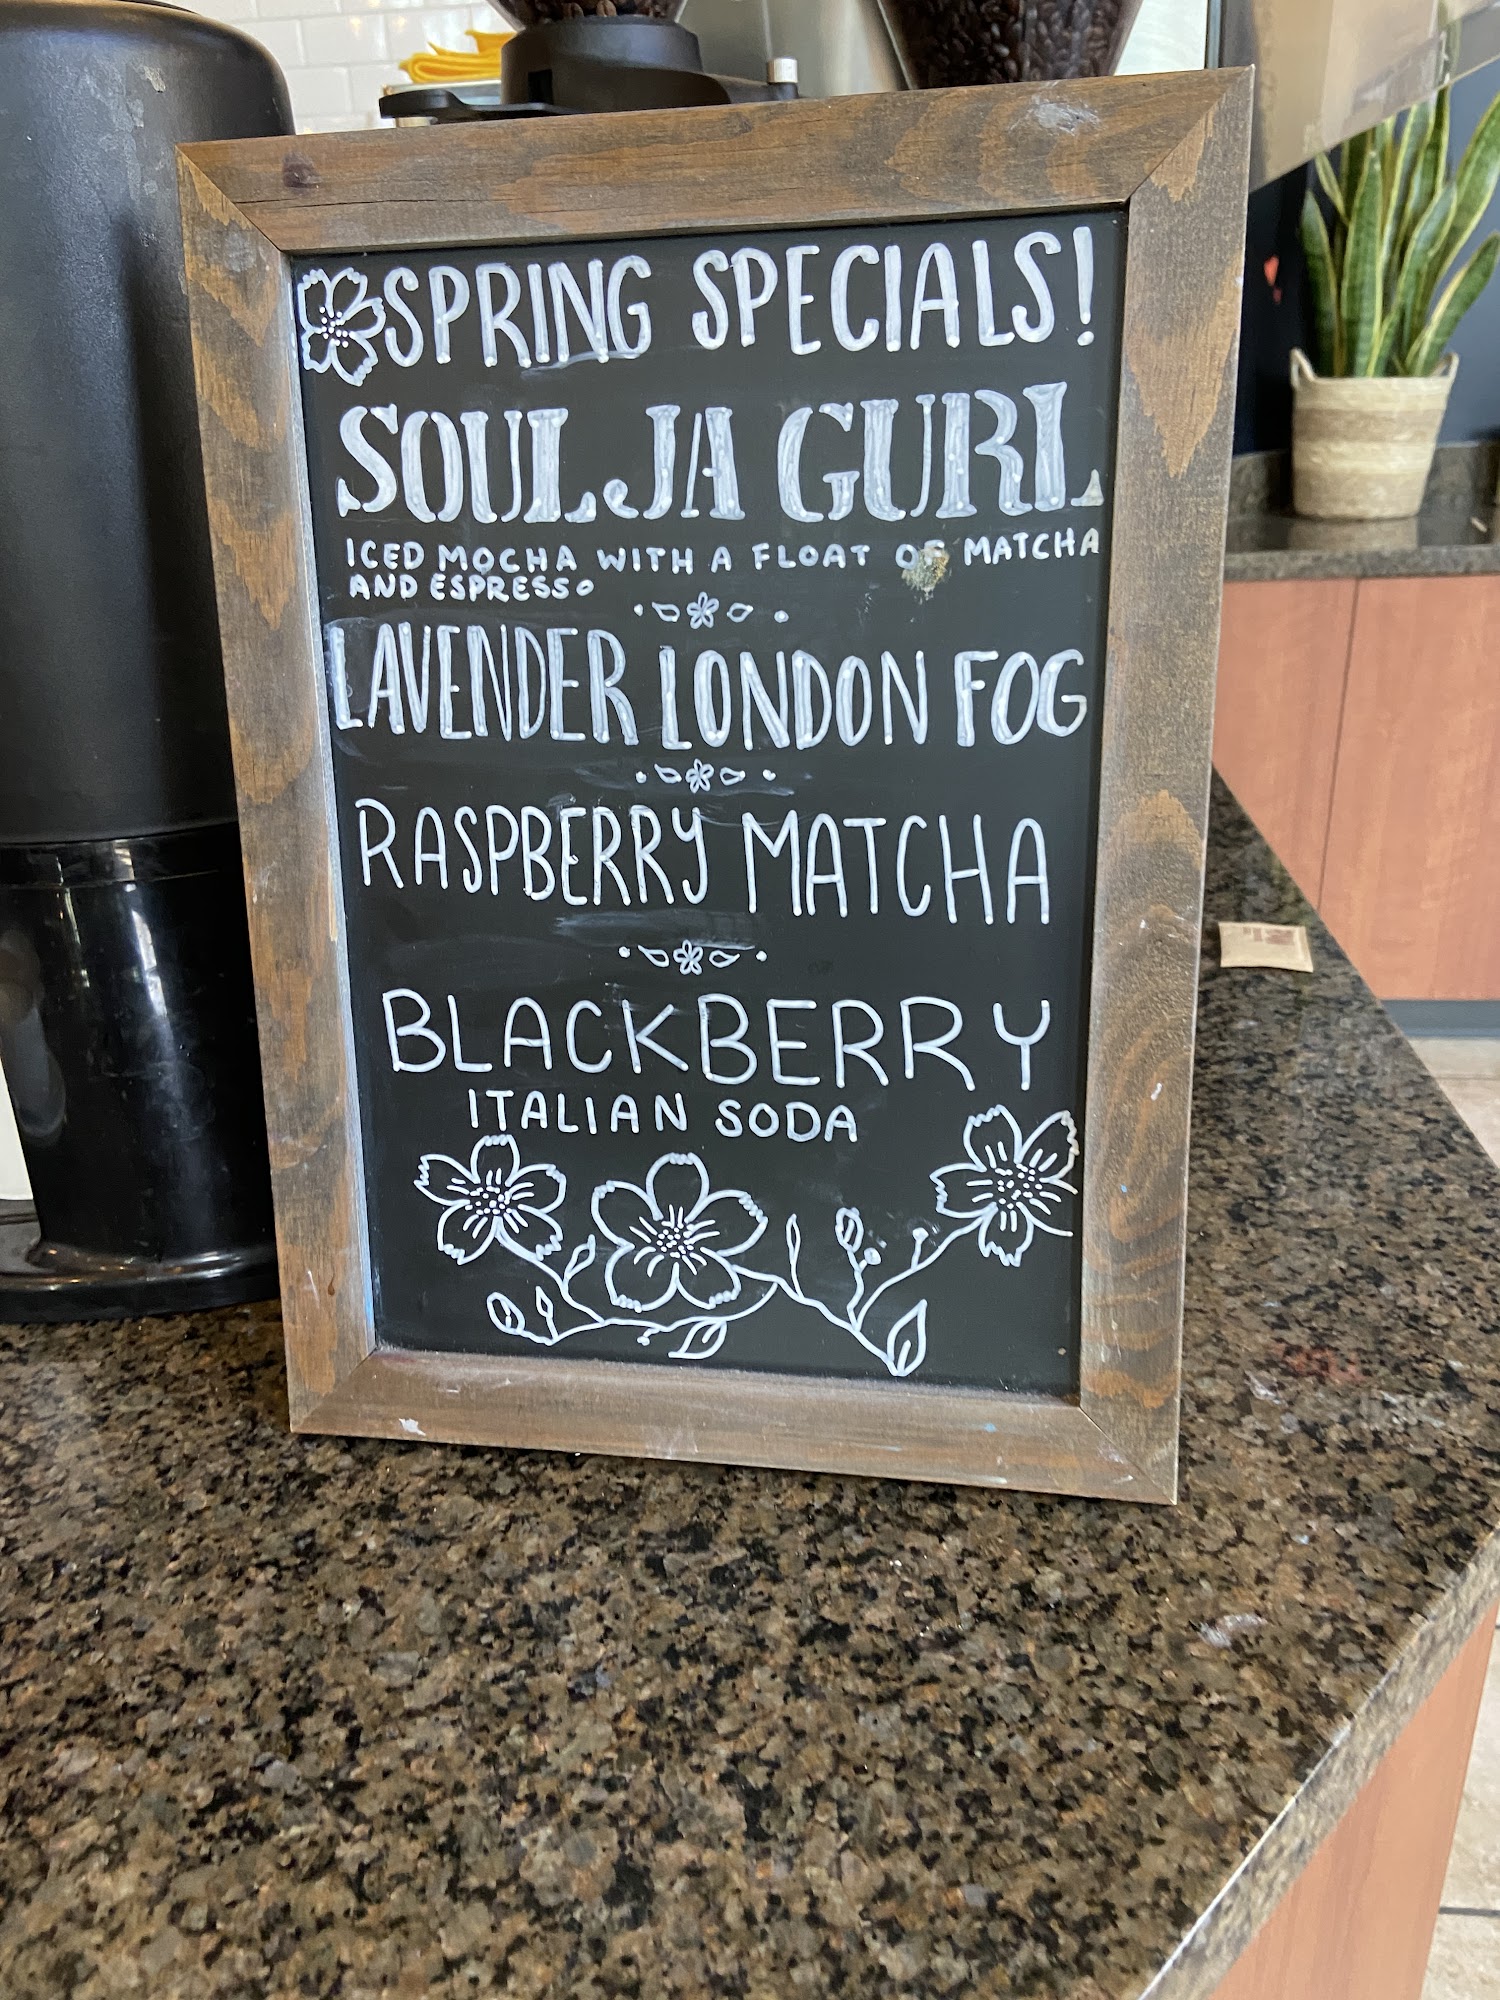 SPRING SPECIALS!
SOULJA GURL
ICED MOCHA WITH A FLOAT OF MATCHA
AND ESPRESSO
LAVENDER LONDON FOG
RASPBERRY MATCHA
BLACKBERRY
ITALIAN SODA